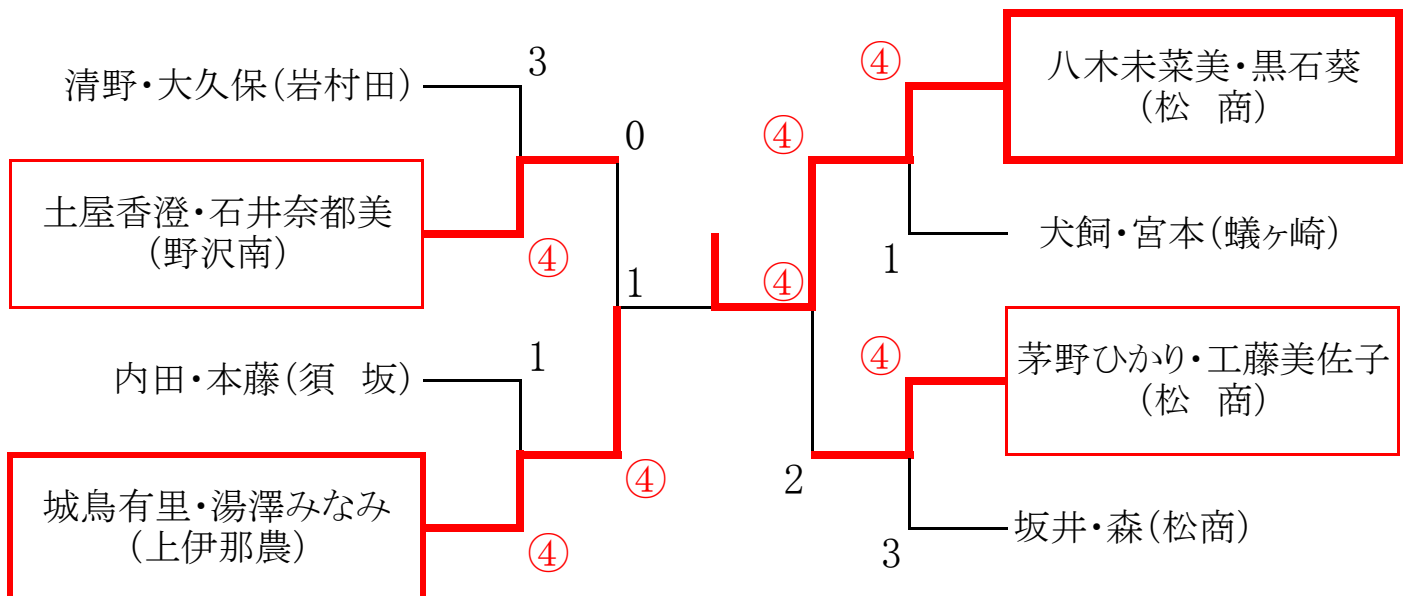 清野・大久保(岩村田)
3
土屋香澄・石井奈都美
(野沢南)
④
0
1
内田・本藤(須　坂)
1
城鳥有里・湯澤みなみ
(上伊那農)
④
④
④
八木未菜美・黒石葵
(松　商)
④
④
犬飼・宮本(蟻ヶ崎)
1
④
茅野ひかり・工藤美佐子
(松　商)
2
坂井・森(松商)
3